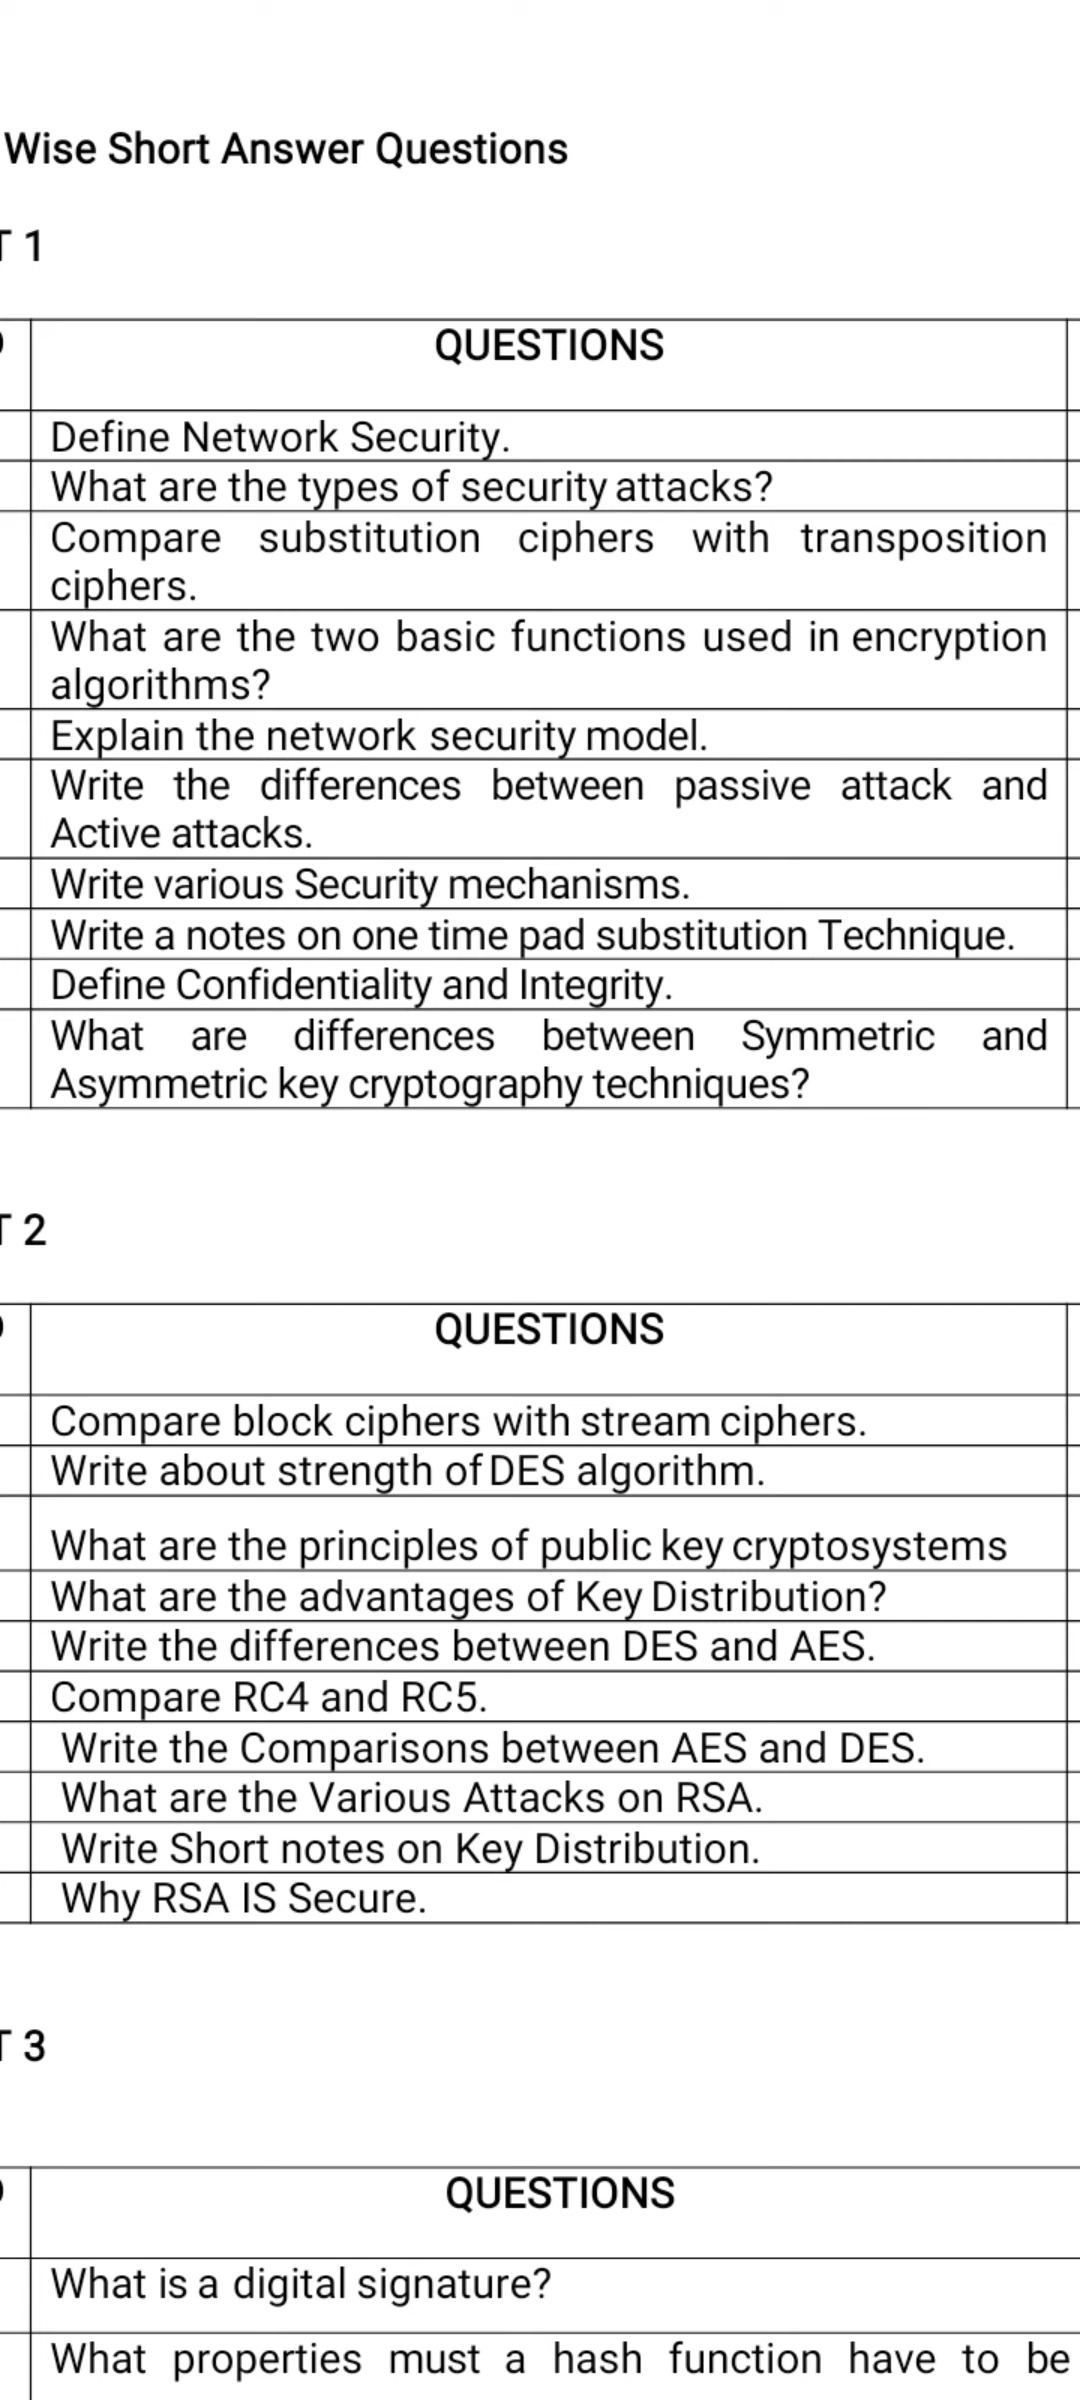 Wise Short Answer Questions
T 1
QUESTIONS
Define Network Security.
What are the types of security attacks?
Compare substitution ciphers with transposition
ciphers.
What are the two basic functions used in encryption
algorithms?
Explain the network security model.
Write the differences between passive attack and
Active attacks.
Write various Security mechanisms.
Write a notes on one time pad substitution Technique.
Define Confidentiality and Integrity.
What are differences between Symmetric and
Asymmetric key cryptography techniques?
T 2
QUESTIONS
Compare block ciphers with stream ciphers.
Write about strength of DES algorithm.
What are the principles of public key cryptosystems
What are the advantages of Key Distribution?
Write the differences between DES and AES.
Compare RC4 and RC5.
Write the Comparisons between AES and DES.
What are the Various Attacks on RSA.
Write Short notes on Key Distribution.
Why RSA IS Secure.
T 3
QUESTIONS
What is a digital signature?
What properties must a hash function have to be